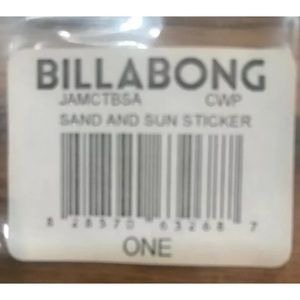 BILLABONG
JAMCTBSA CWP
SAND AND SUN STICKER
8 28570 63268 7
ONE